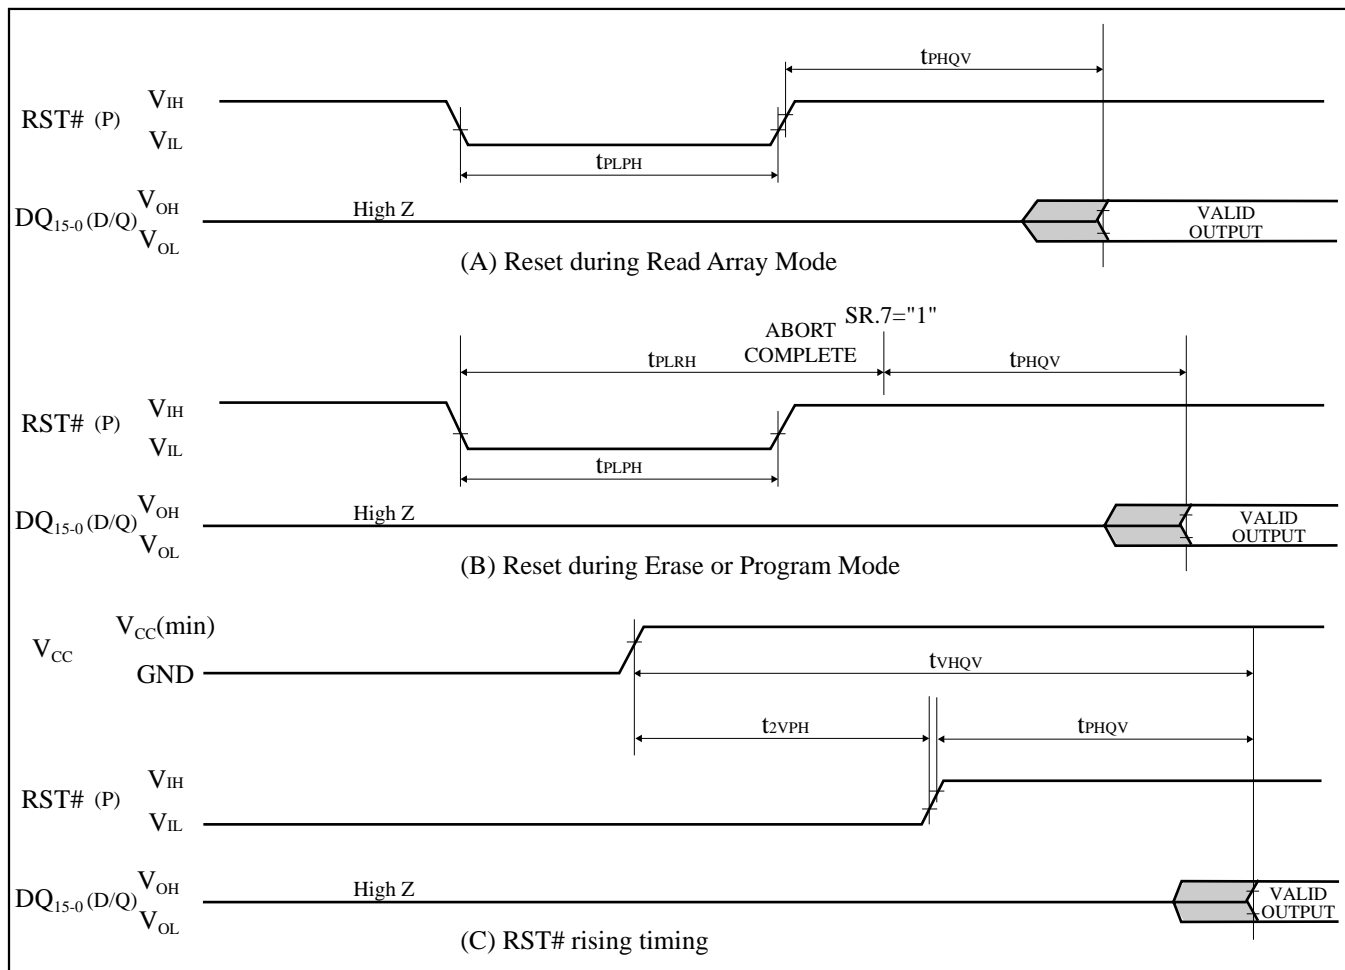 tPHQV
VIH
RST# (P)
VIL
tPLPH
VOH
High Z
DQ15-0 (D/Q)
VALID
OUTPUT
VOL
(A) Reset during Read Array Mode
SR.7="1"
ABORT
COMPLETE
tPLRH
tPHQV
VIH
RST# (P)
VIL
tPLPH
VOH
High Z
DQ15-0 (D/Q)
VALID
OUTPUT
VOL
(B) Reset during Erase or Program Mode
VCC(min)
VCC
GND
tVHQV
t2VPH
tPHQV
VIH
RST# (P)
VIL
VOH
High Z
DQ15-0 (D/Q)
VALID
OUTPUT
VOL
(C) RST# rising timing